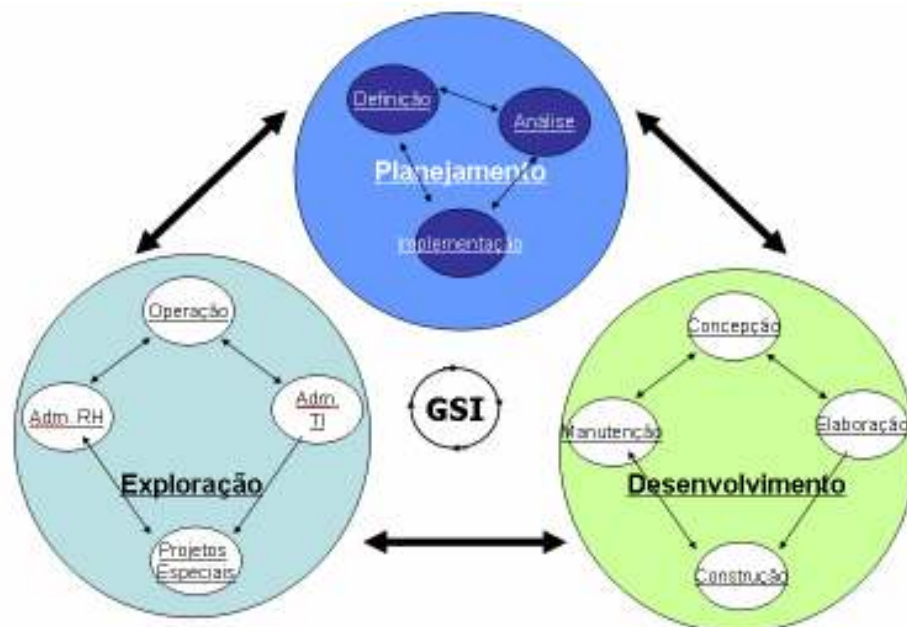 Definição
Análise
Planejamento
Implementação
Operação
Concepção
Adm. RH
Adm.
TI
GSI
Manutenção
Elaboração
Exploração
Desenvolvimento
Projetos
Especiais
Construção